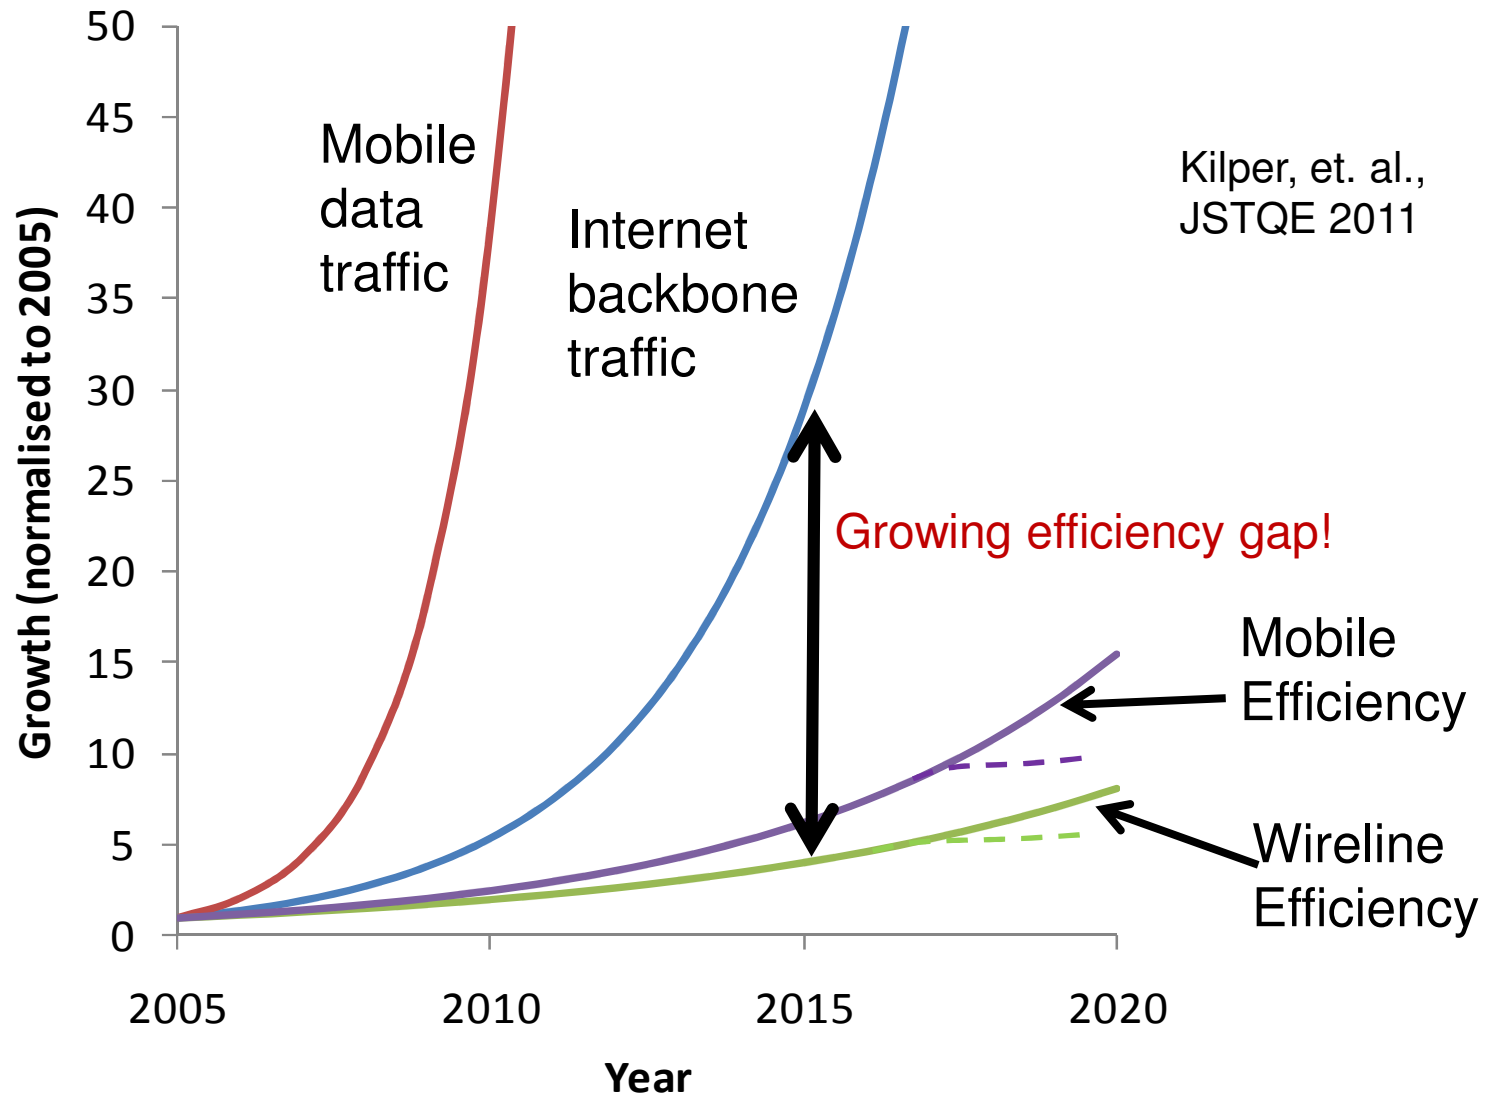 50
45
40
35
30
25
20
15
10
5
0
Growth (normalised to 2005)
Mobile
data
traffic
Internet
backbone
traffic
Kilper, et. al.,
JSTQE 2011
Growing efficiency gap!
Mobile
Efficiency
Wireline
Efficiency
2005
2010
2015
2020
Year